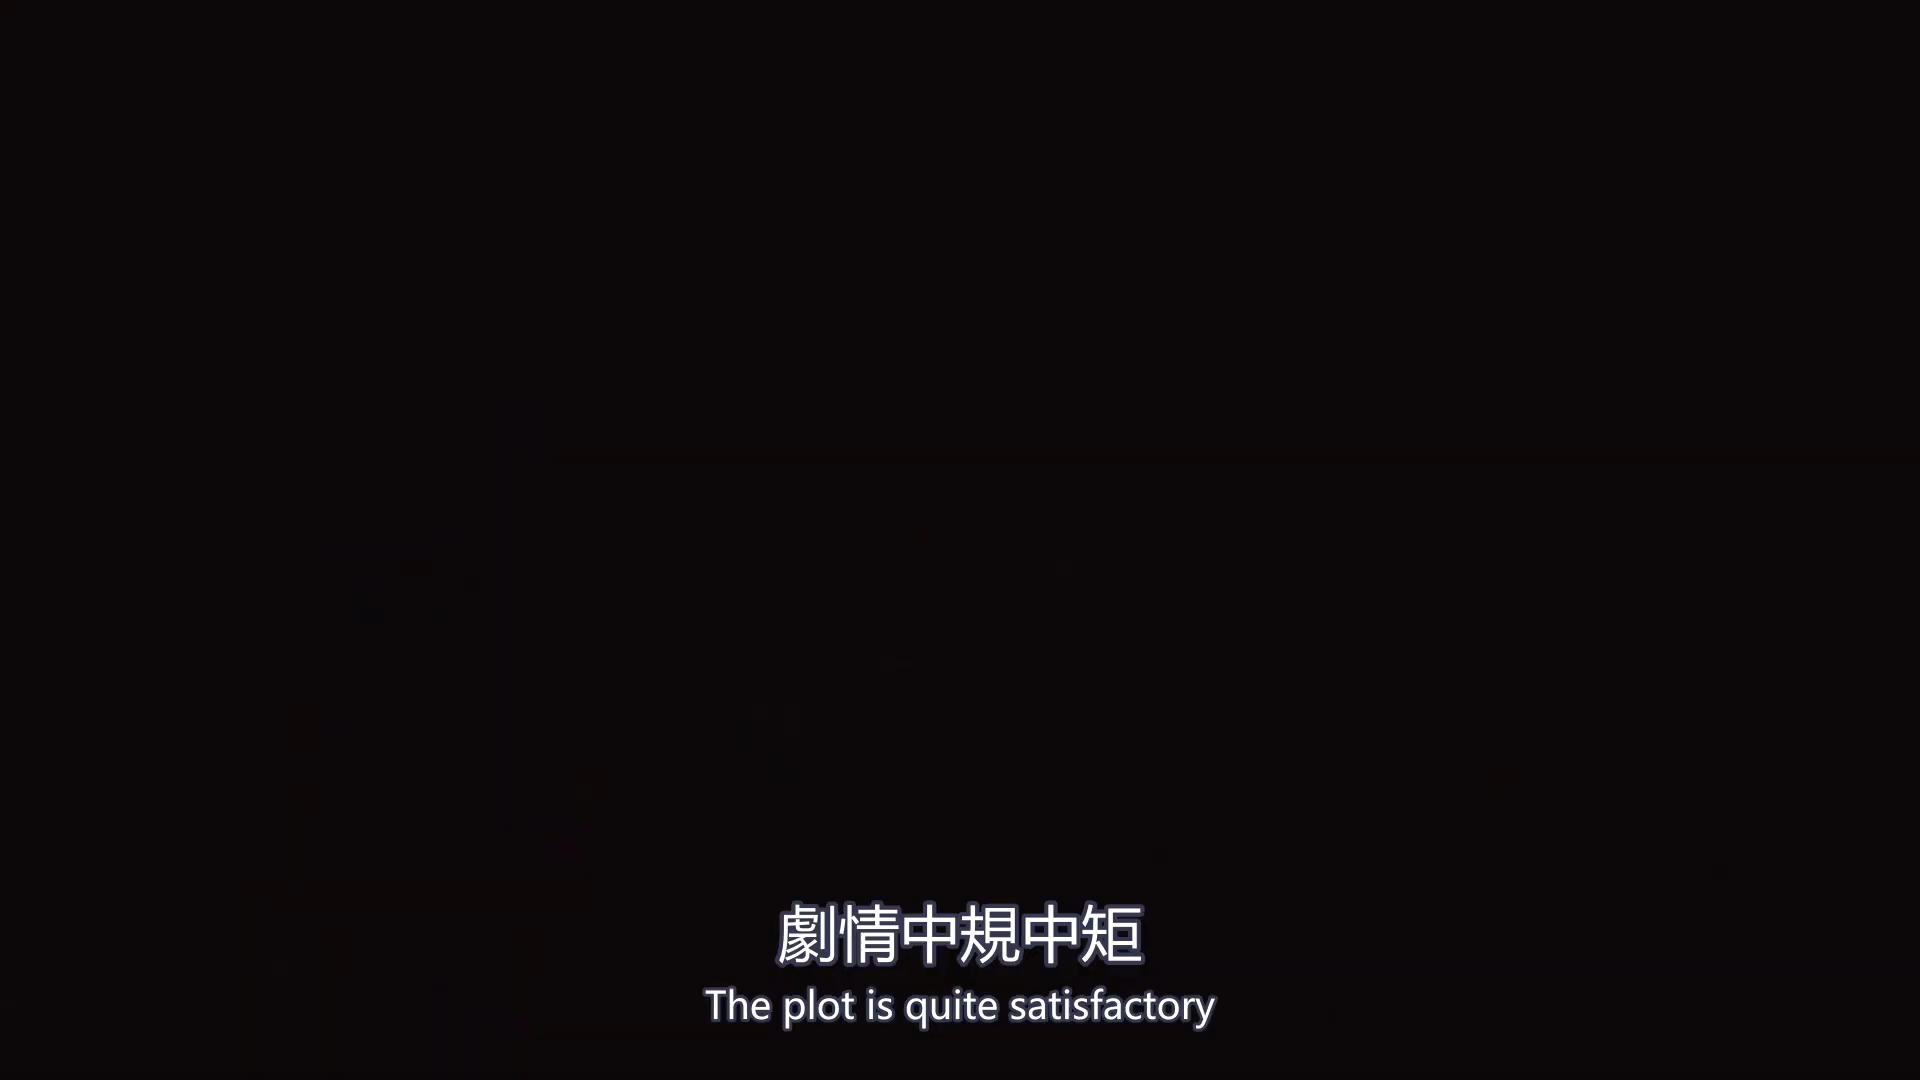 劇情中規中矩
The plot is quite satisfactory